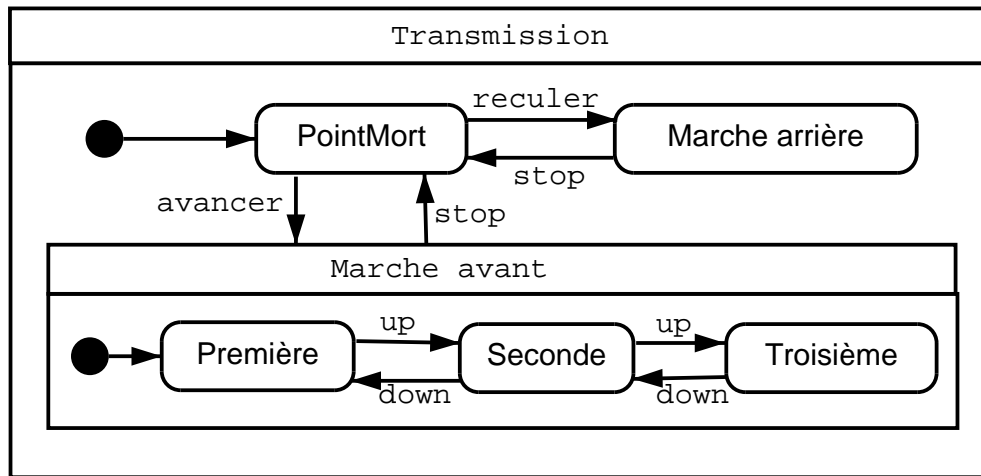 Transmission
reculer
PointMort
Marche arrière
stop
avancer
stop
Marche avant
up
up
Première
Seconde
Troisième
down
down